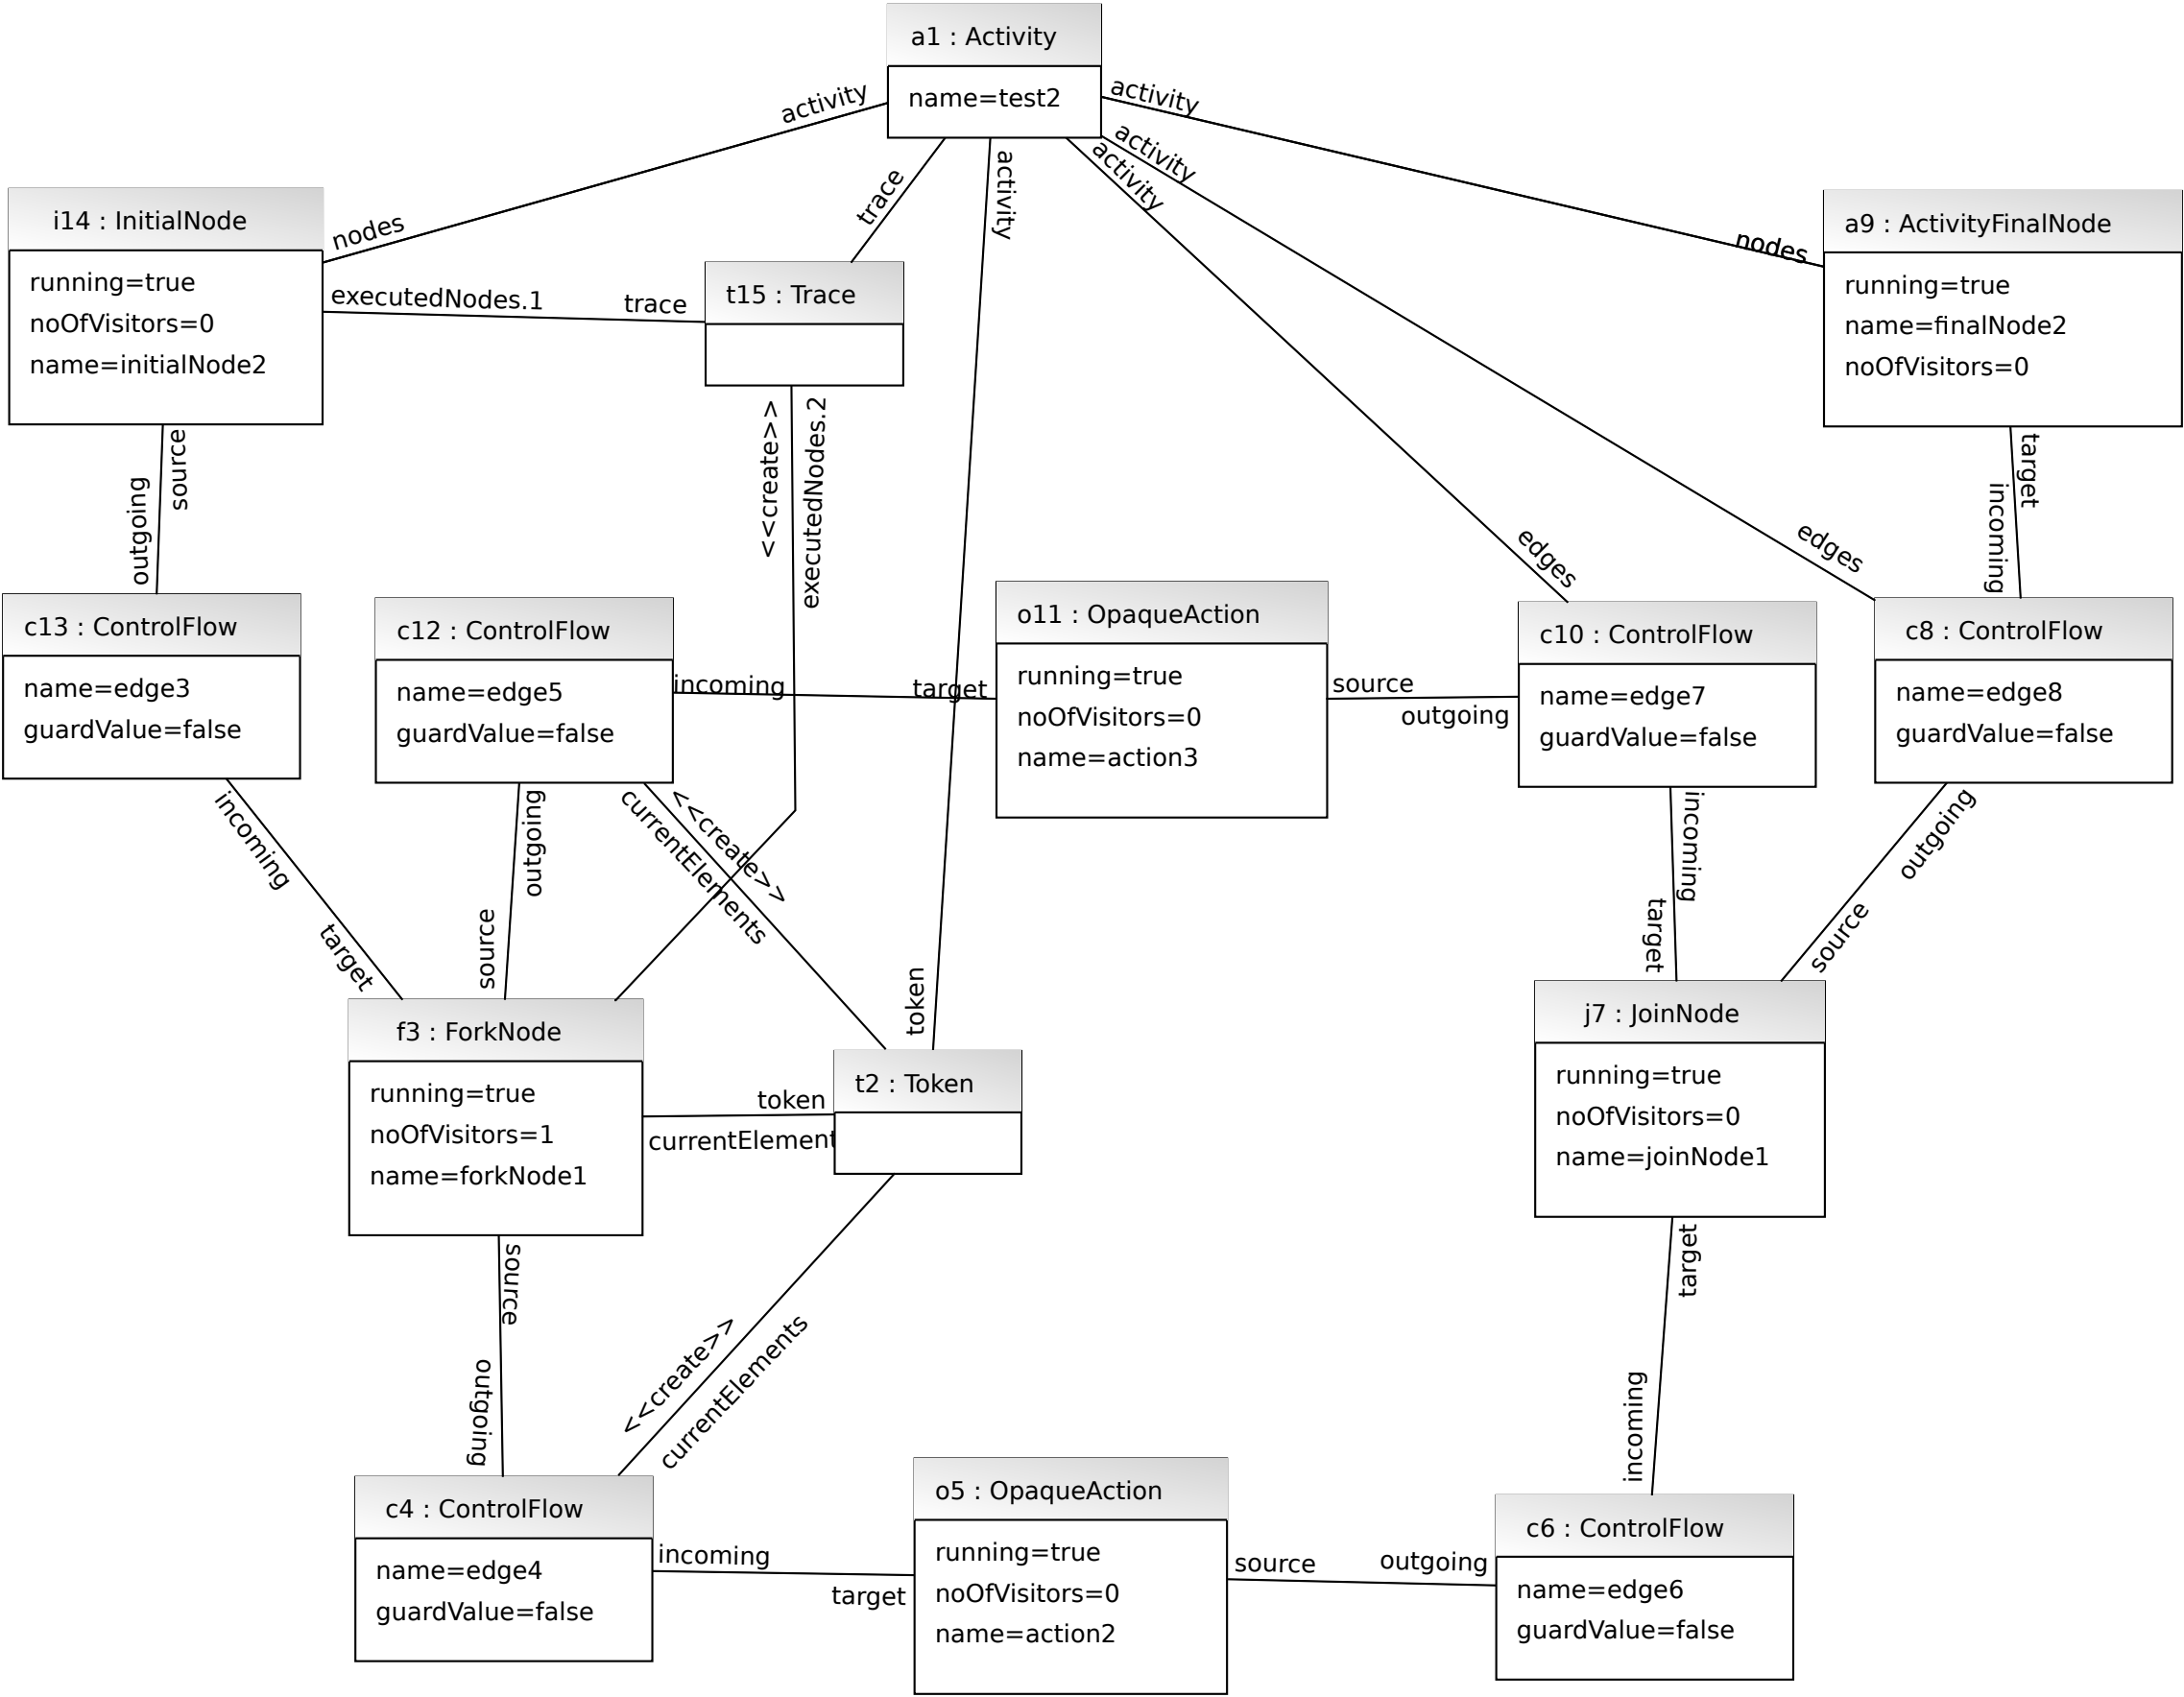 a1 : Activity
name=test2
activity
activity
activity
activity
activity
trace
nodes
nodes
i14 : InitialNode
running=true
noOfVisitors=0
name=initialNode2
executedNodes.1
trace
t15 : Trace
a9 : ActivityFinalNode
running=true
name=finalNode2
noOfVisitors=0
source
outgoing
<<create>>
executedNodes.2
edges
edges
target
incoming
c13 : ControlFlow
name=edge3
guardValue=false
c12 : ControlFlow
name=edge5
guardValue=false
incoming
target
o11 : OpaqueAction
running=true
noOfVisitors=0
name=action3
source
outgoing
c10 : ControlFlow
name=edge7
guardValue=false
c8 : ControlFlow
name=edge8
guardValue=false
incoming
target
outgoing
source
<<create>>
currentElements
token
incoming
target
outgoing
source
f3 : ForkNode
running=true
noOfVisitors=1
name=forkNode1
token
currentElement
t2 : Token
j7 : JoinNode
running=true
noOfVisitors=0
name=joinNode1
source
outgoing
<<create>>
currentElements
target
incoming
c4 : ControlFlow
name=edge4
guardValue=false
incoming
target
o5 : OpaqueAction
running=true
noOfVisitors=0
name=action2
source
outgoing
c6 : ControlFlow
name=edge6
guardValue=false